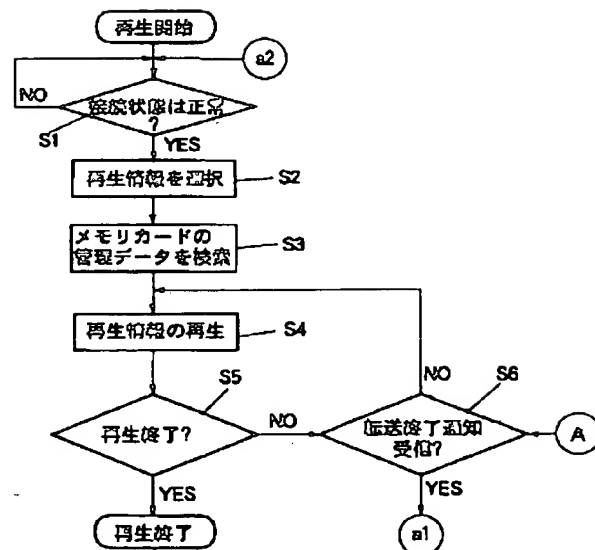 再生開始
a2
NO
接続状態は正常
?
S1
YES
再生情報を選択
S2
メモリカードの
管理データを検索
S3
再生情報の再生
S4
S5
NO
S6
再生終了?
NO
転送終了通知
受信?
A
YES
YES
再生終了
a1